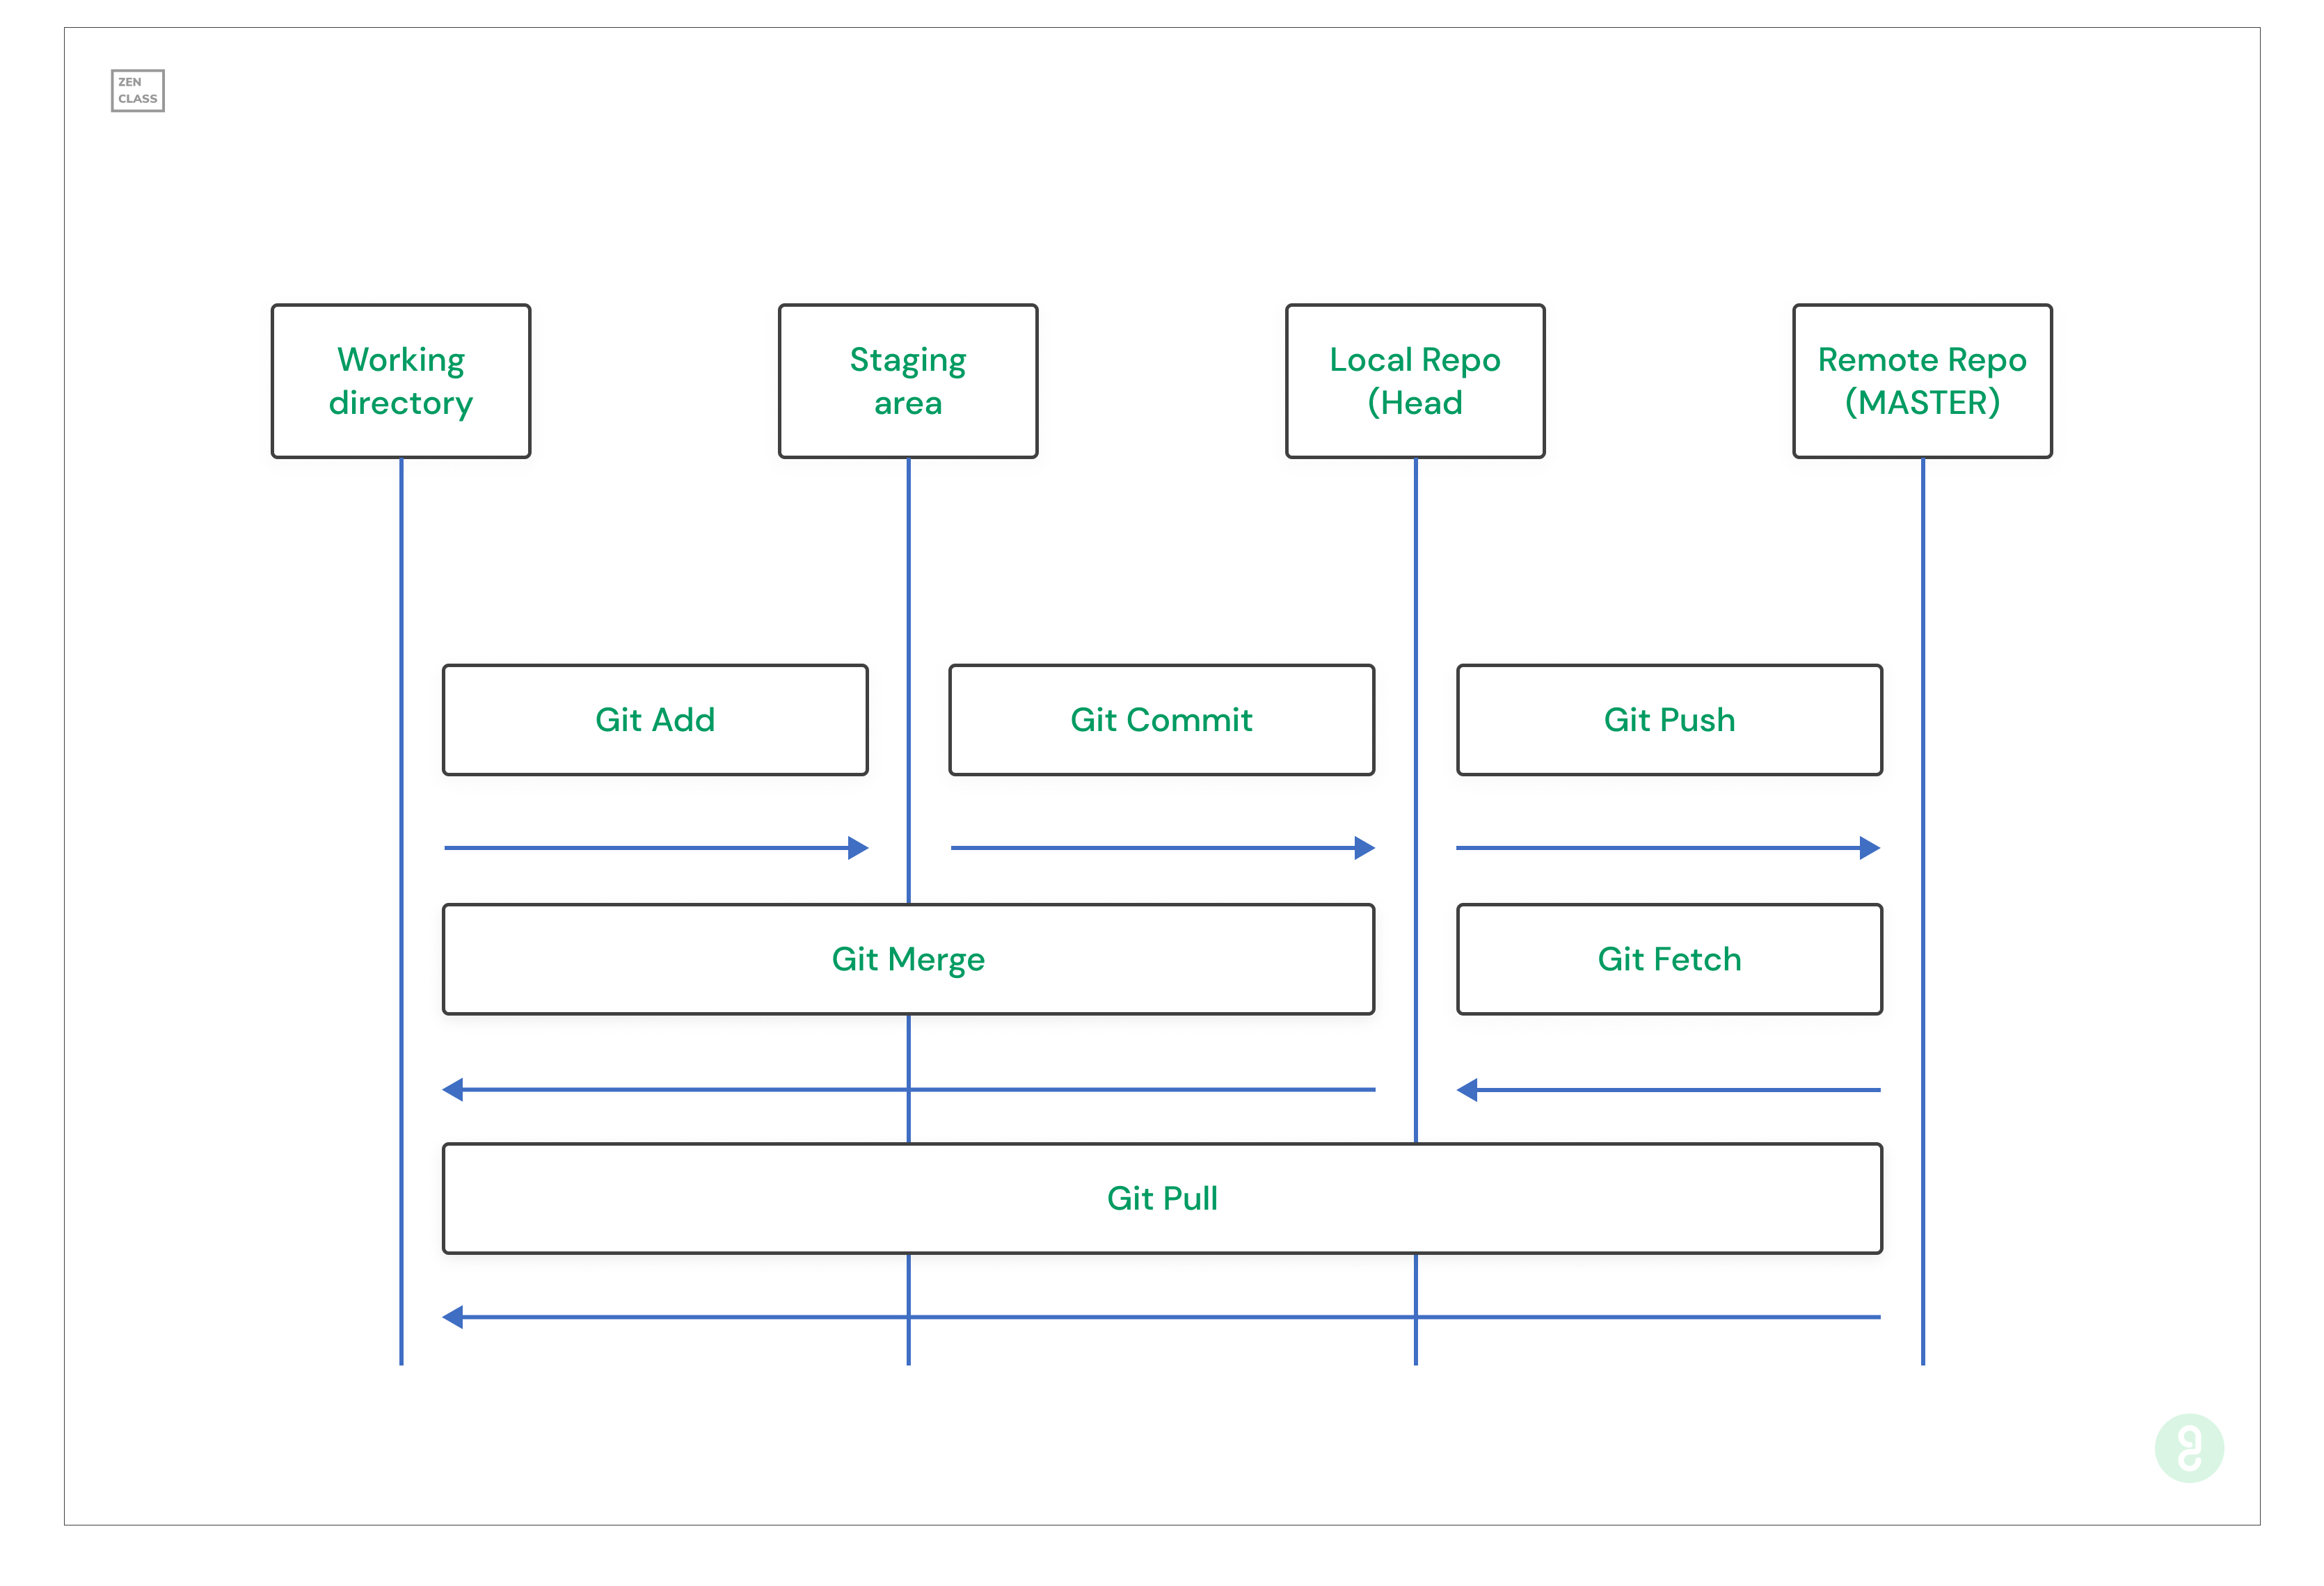 ZEN
CLASS
Working
directory
Staging
area
Local Repo
(Head
Remote Repo
(MASTER)
Git Add
Git Commit
Git Push
Git Merge
Git Fetch
Git Pull